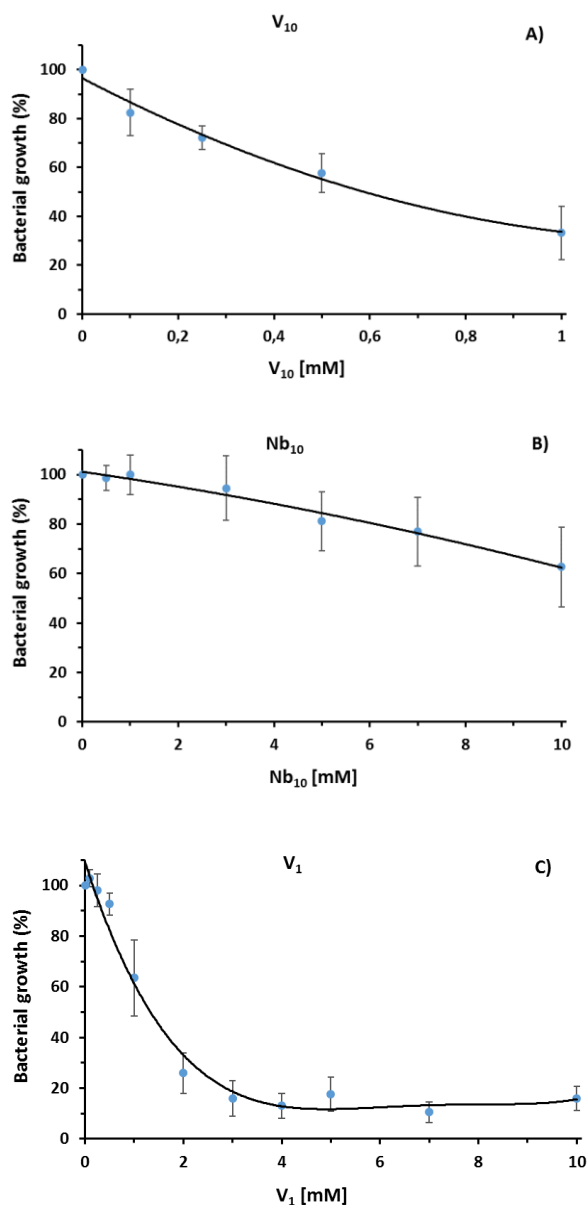 V₁₀
A)
Bacterial growth (%)
100
80
60
40
20
0
0 0,2 0,4 0,6 0,8 1
V₁₀ [mM]
Nb₁₀
B)
Bacterial growth (%)
100
80
60
40
20
0
0 2 4 6 8 10
Nb₁₀ [mM]
V₁
C)
Bacterial growth (%)
100
80
60
40
20
0
0 2 4 6 8 10
V₁ [mM]